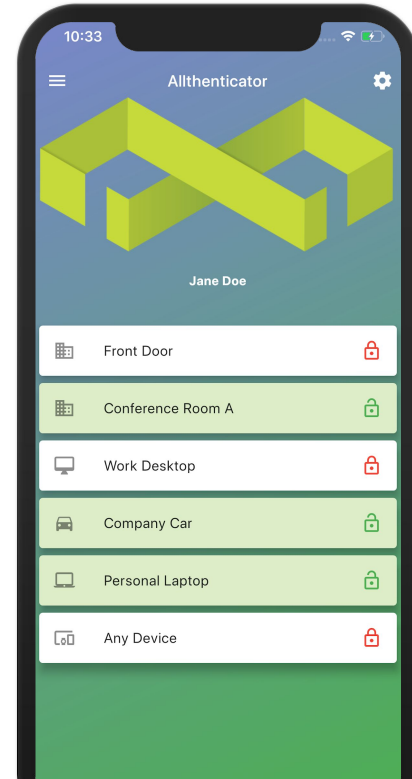 10:33
Allthenticator
Jane Doe
Front Door
Conference Room A
Work Desktop
Company Car
Personal Laptop
Any Device